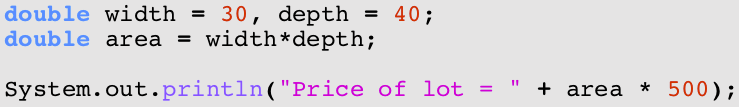 double width = 30, depth = 40;
double area = width*depth;
System.out.println("Price of lot = " + area * 500);